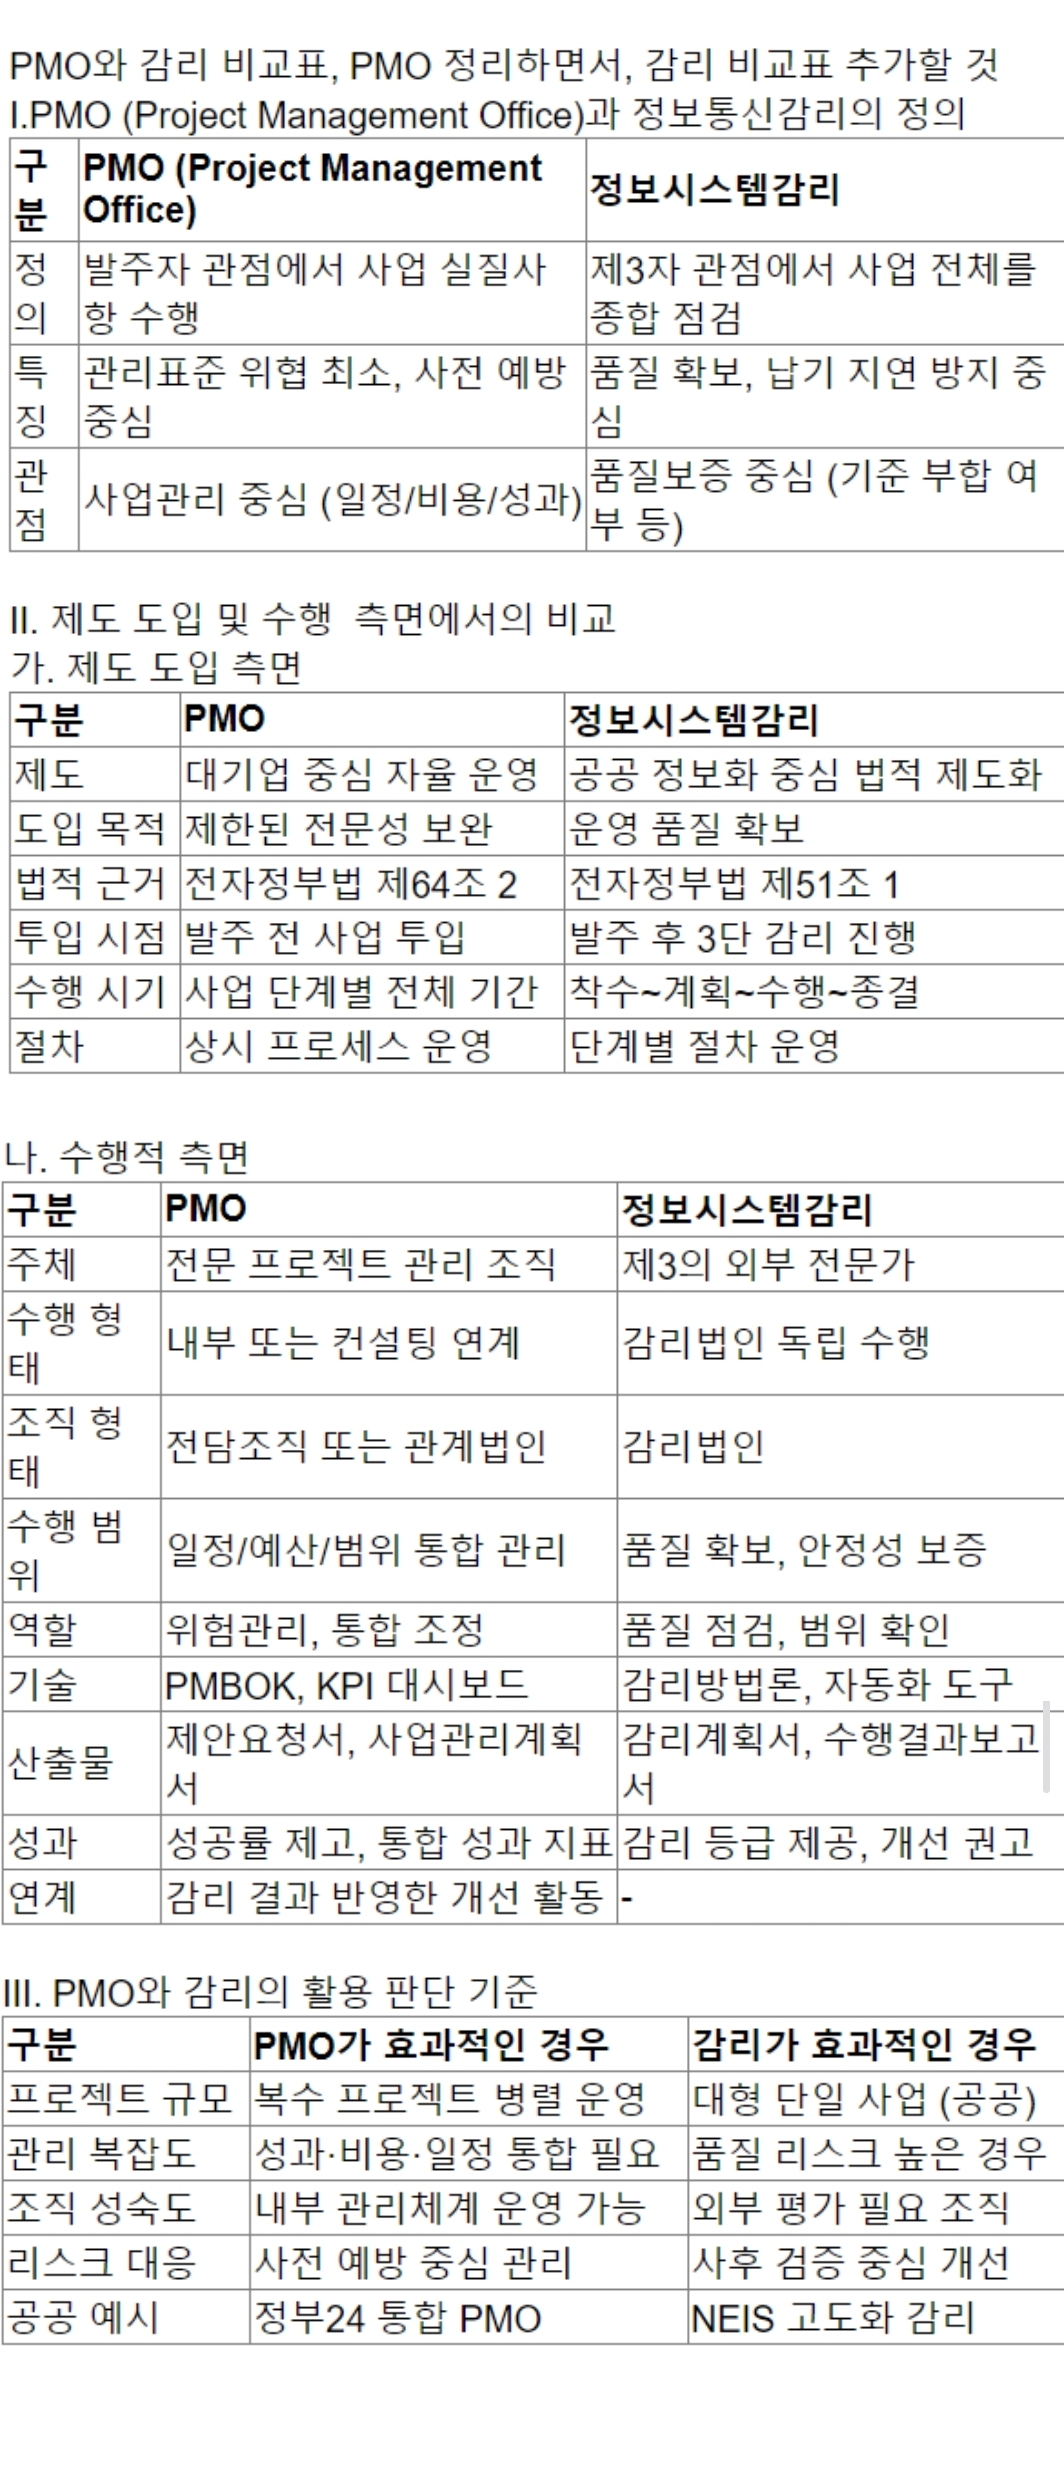 PMO와 감리 비교표, PMO 정리하면서, 감리 비교표 추가할 것
I.PMO (Project Management Office)과 정보통신감리의 정의
구분 PMO (Project Management Office) 정보시스템감리
정의 발주자 관점에서 사업 실질사항 수행 제3자 관점에서 사업 전체를 종합 점검
특징 관리표준 위협 최소, 사전 예방 중심 품질 확보, 납기 지연 방지 중심
관점 사업관리 중심 (일정/비용/성과) 품질보증 중심 (기준 부합 여부 등)
II. 제도 도입 및 수행 측면에서의 비교
가. 제도 도입 측면
구분 PMO 정보시스템감리
제도 대기업 중심 자율 운영 공공 정보화 중심 법적 제도화
도입 목적 제한된 전문성 보완 운영 품질 확보
법적 근거 전자정부법 제64조 2 전자정부법 제51조 1
투입 시점 발주 전 사업 투입 발주 후 3단 감리 진행
수행 시기 사업 단계별 전체 기간 착수~계획~수행~종결
절차 상시 프로세스 운영 단계별 절차 운영
나. 수행적 측면
구분 PMO 정보시스템감리
주체 전문 프로젝트 관리 조직 제3의 외부 전문가
수행 형태 내부 또는 컨설팅 연계 감리법인 독립 수행
조직 형태 전담조직 또는 관계법인 감리법인
수행 범위 일정/예산/범위 통합 관리 품질 확보, 안정성 보증
역할 위험관리, 통합 조정 품질 점검, 범위 확인
기술 PMBOK, KPI 대시보드 감리방법론, 자동화 도구
산출물 제안요청서, 사업관리계획서 감리계획서, 수행결과보고서
성과 성공률 제고, 통합 성과 지표 감리 등급 제공, 개선 권고
연계 감리 결과 반영한 개선 활동 -
III. PMO와 감리의 활용 판단 기준
구분 PMO가 효과적인 경우 감리가 효과적인 경우
프로젝트 규모 복수 프로젝트 병렬 운영 대형 단일 사업 (공공)
관리 복잡도 성과·비용·일정 통합 필요 품질 리스크 높은 경우
조직 성숙도 내부 관리체계 운영 가능 외부 평가 필요 조직
리스크 대응 사전 예방 중심 관리 사후 검증 중심 개선
공공 예시 정부24 통합 PMO NEIS 고도화 감리